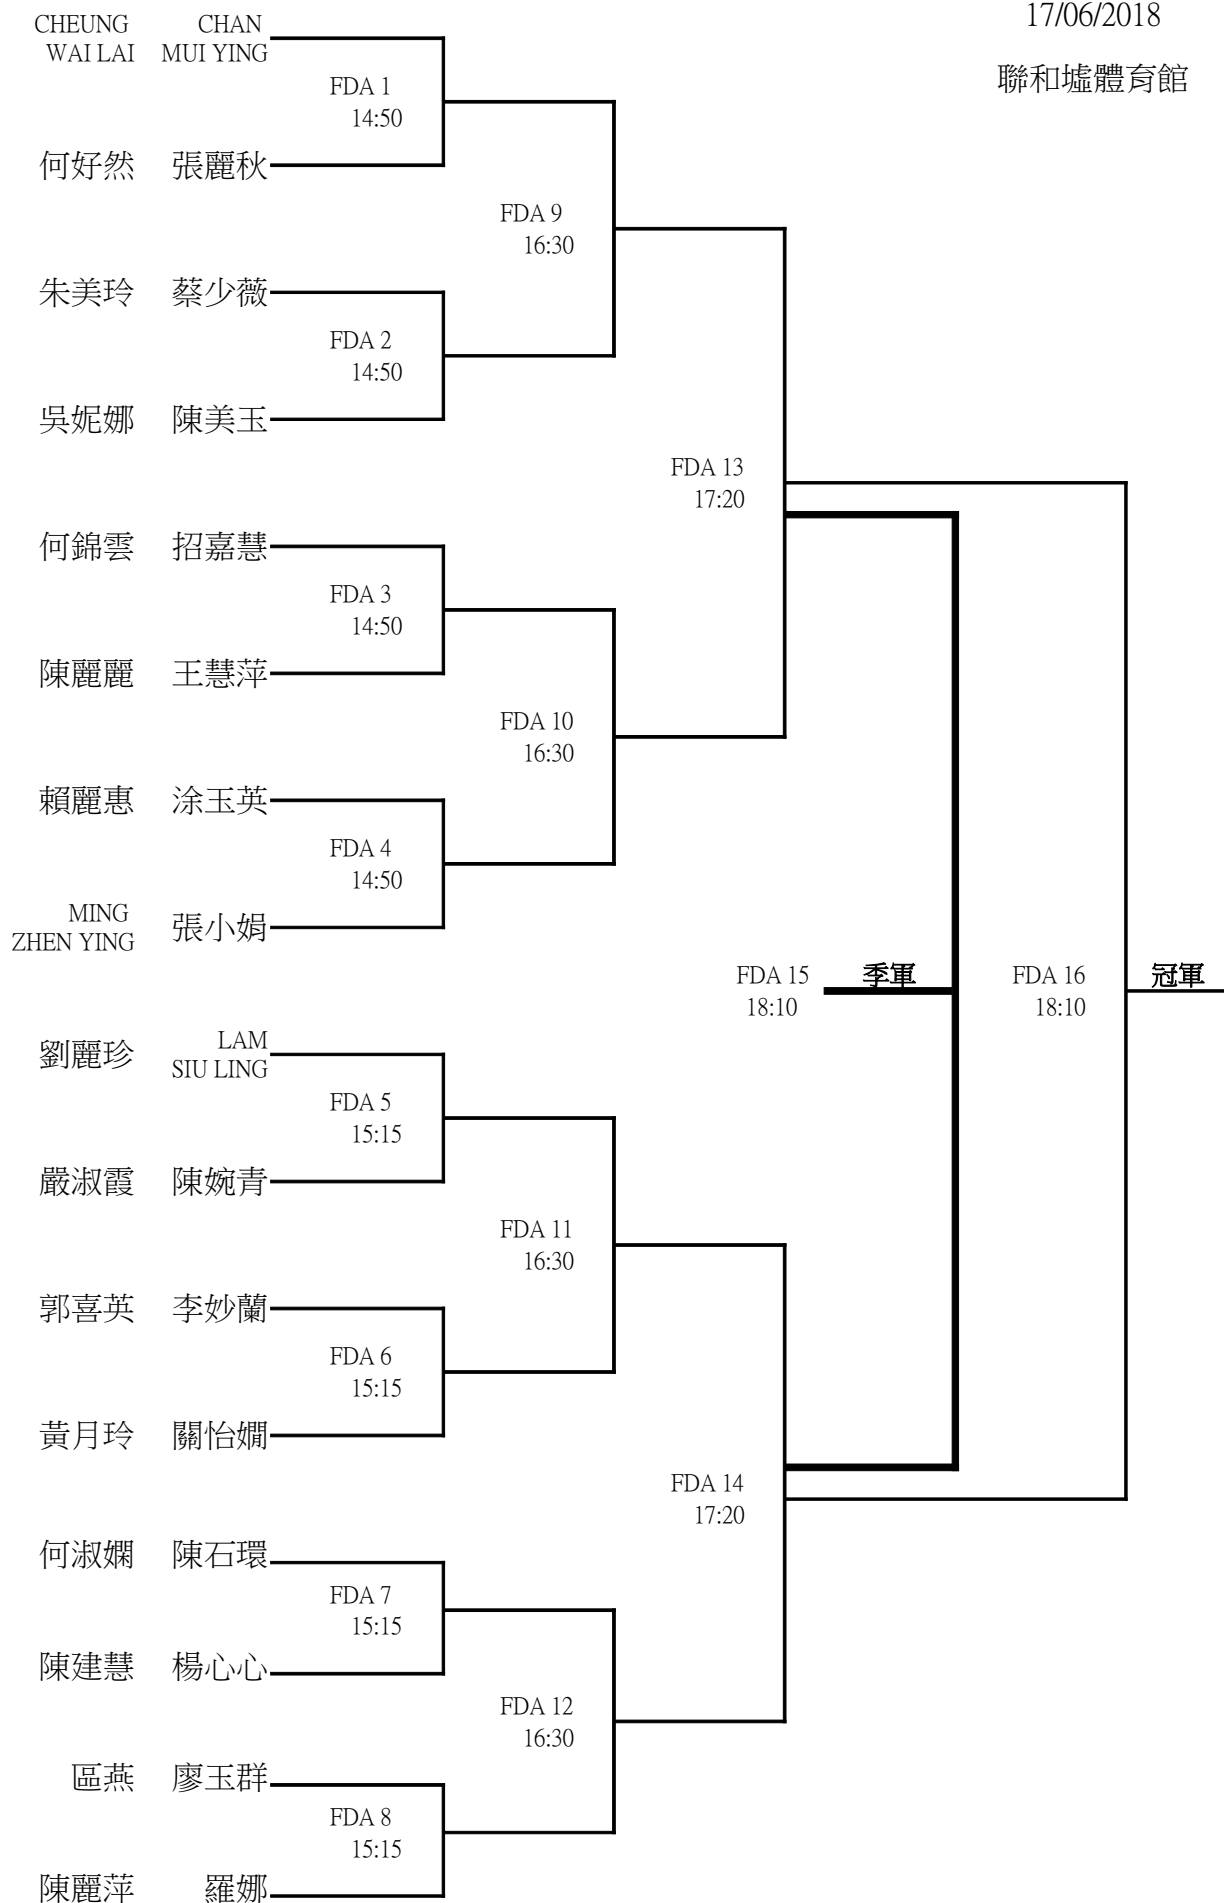 17/06/2018
聯和墟體育館
CHEUNG WAI LAI CHAN MUI YING
FDA 1
14:50
何好然 張麗秋
FDA 9
16:30
朱美玲 蔡少薇
FDA 2
14:50
吳妮娜 陳美玉
FDA 13
17:20
何錦雲 招嘉慧
FDA 3
14:50
陳麗麗 王慧萍
FDA 10
16:30
賴麗惠 涂玉英
FDA 4
14:50
MING ZHEN YING 張小娟
FDA 15
18:10
季軍
FDA 16
18:10
冠軍
劉麗珍 LAM SIU LING
FDA 5
15:15
嚴淑霞 陳婉青
FDA 11
16:30
郭喜英 李妙蘭
FDA 6
15:15
黃月玲 關怡嫺
FDA 14
17:20
何淑嫻 陳石環
FDA 7
15:15
陳建慧 楊心心
FDA 12
16:30
區燕 廖玉群
FDA 8
15:15
陳麗萍 羅娜